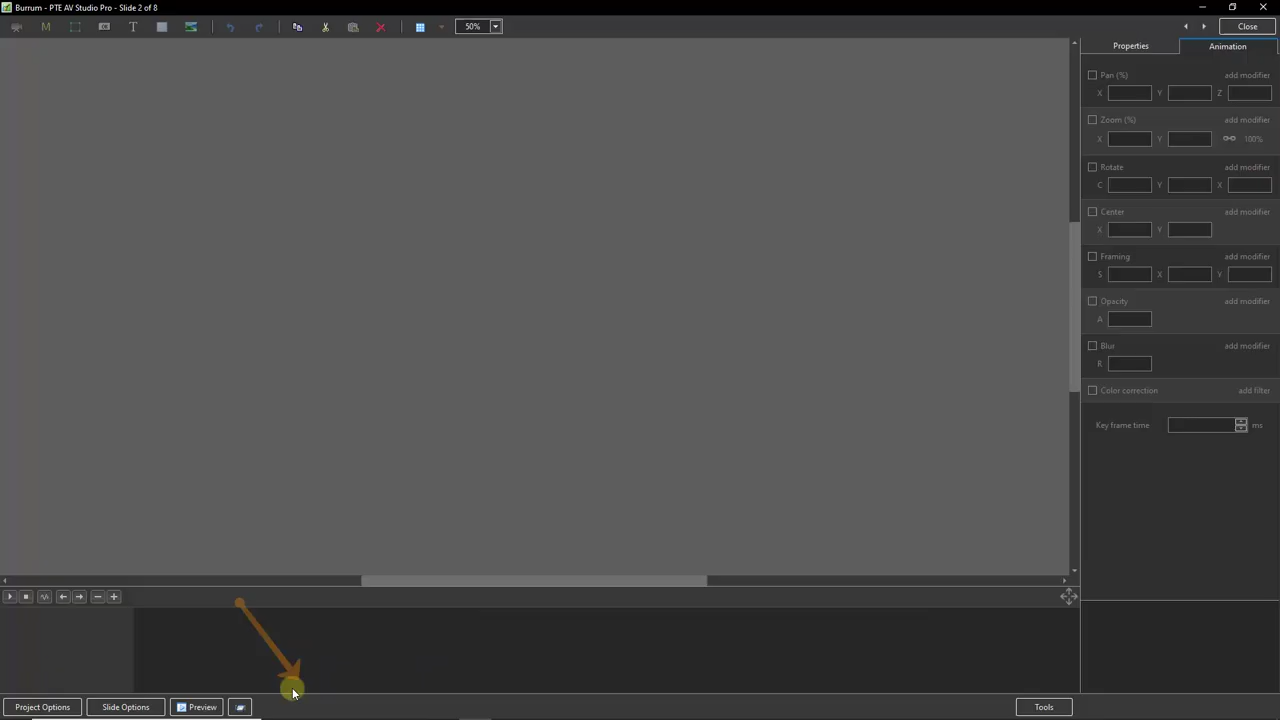 Burrum - PTE AV Studio Pro - Slide 2 of 8
M OK T 50% Close
Properties Animation
Pan (%) add modifier
X Y Z
Zoom (%) add modifier
X Y 100%
Rotate add modifier
C Y X
Center add modifier
X Y
Framing add modifier
S X Y
Opacity add modifier
A
Blur add modifier
R
Color correction add filter
Key frame time ms
Project Options Slide Options Preview Tools